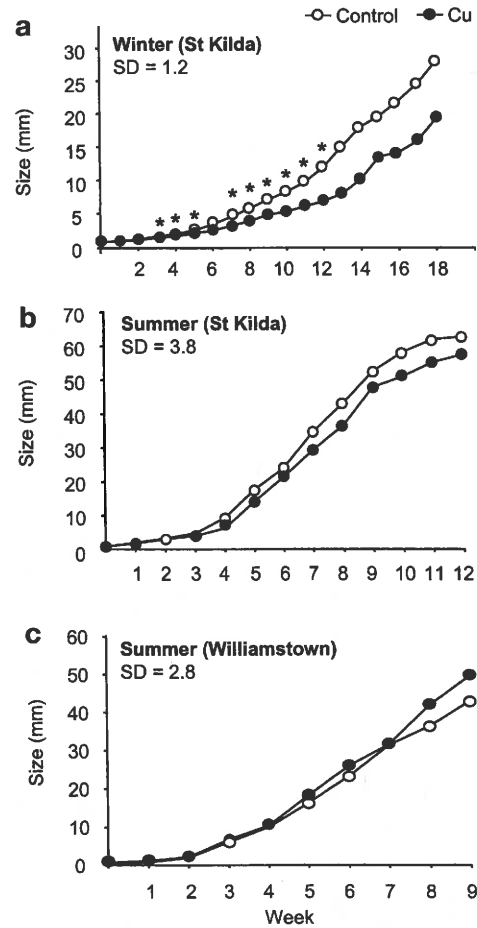 Control Cu
a
Winter (St Kilda)
SD = 1.2
Size (mm)
30
25
20
15
10
5
0
* * * * * * * * *
2 4 6 8 10 12 14 16 18
b
Summer (St Kilda)
SD = 3.8
Size (mm)
70
60
50
40
30
20
10
0
1 2 3 4 5 6 7 8 9 10 11 12
c
Summer (Williamstown)
SD = 2.8
Size (mm)
60
50
40
30
20
10
0
1 2 3 4 5 6 7 8 9
Week